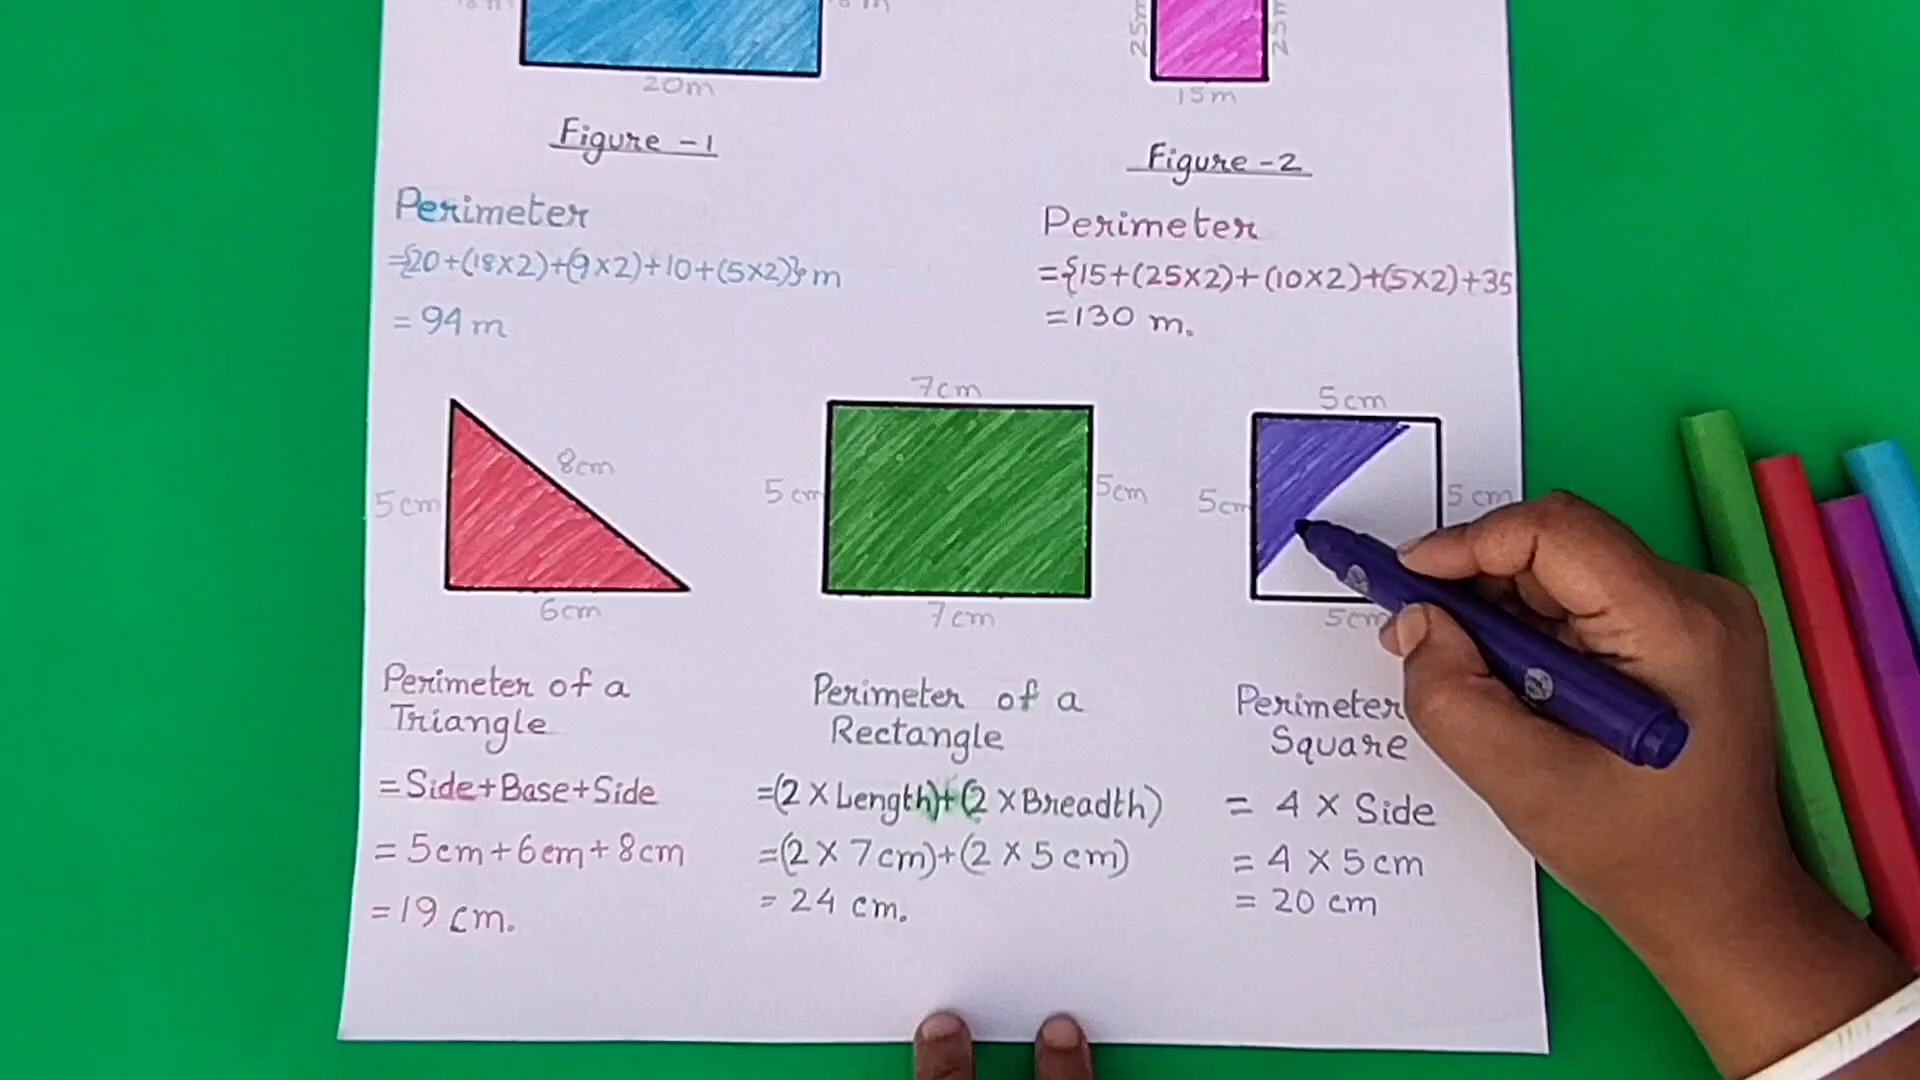 25m
25m
20m
15m
Figure -1
Figure -2
Perimeter
={20+(18×2)+(9×2)+10+(5×2)}m
= 94 m
Perimeter
={15+(25×2)+(10×2)+(5×2)+35
=130 m.
5cm
8cm
6cm
7cm
5cm
5cm
7cm
5cm
5cm
5cm
5cm
Perimeter of a
Triangle
=Side+Base+Side
= 5cm+6cm+8cm
=19 cm.
Perimeter of a
Rectangle
=(2 × Length)+(2 × Breadth)
=(2 × 7cm)+(2 × 5cm)
= 24 cm.
Perimeter
Square
= 4 × Side
= 4 × 5cm
= 20 cm